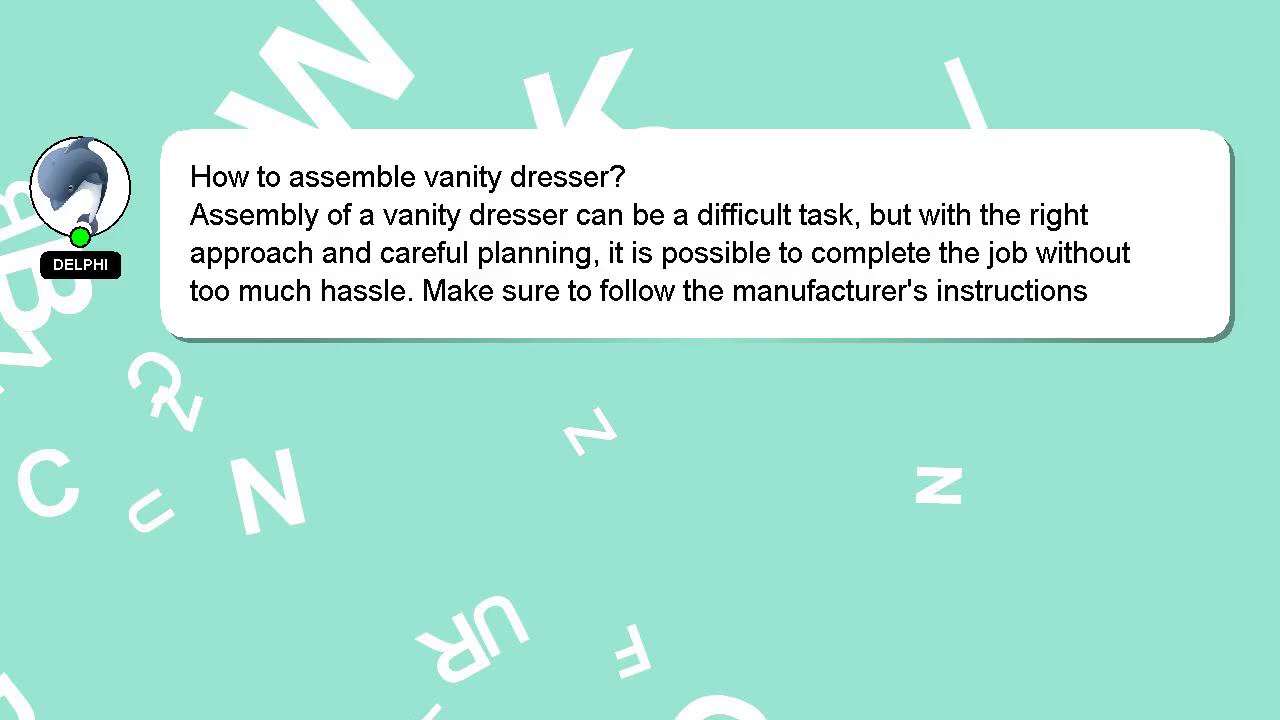 How to assemble vanity dresser?
Assembly of a vanity dresser can be a difficult task, but with the right
approach and careful planning, it is possible to complete the job without
too much hassle. Make sure to follow the manufacturer's instructions
DELPHI
W
K
B
B
C
Z
C
U
N
Z
Z
U
R
F